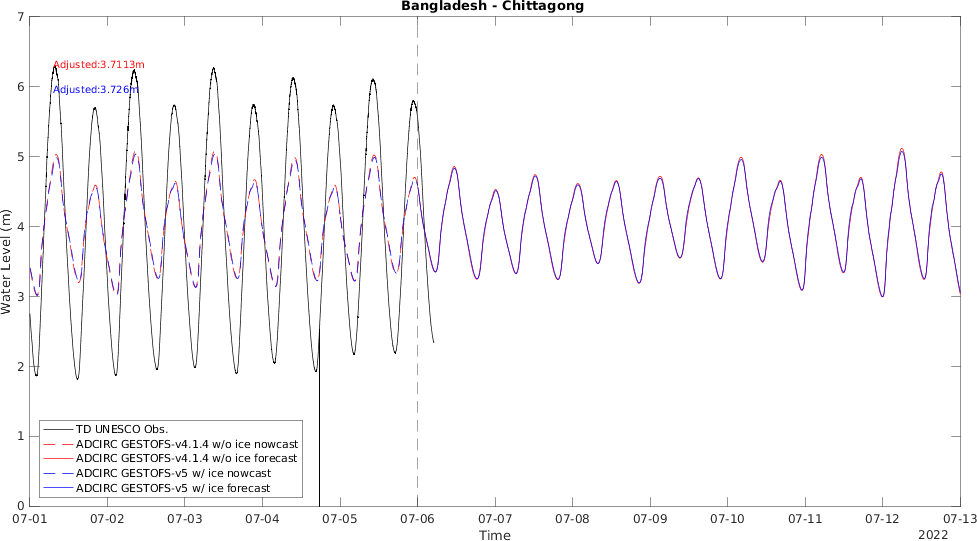 Bangladesh - Chittagong
7
6
5
4
3
2
1
0
Water Level (m)
Adjusted:3.7113m
Adjusted:3.726m
TD UNESCO Obs.
ADCIRC GESTOFS-v4.1.4 w/o ice nowcast
ADCIRC GESTOFS-v4.1.4 w/o ice forecast
ADCIRC GESTOFS-v5 w/ ice nowcast
ADCIRC GESTOFS-v5 w/ ice forecast
07-01 07-02 07-03 07-04 07-05 07-06 07-07 07-08 07-09 07-10 07-11 07-12 07-13
Time
2022